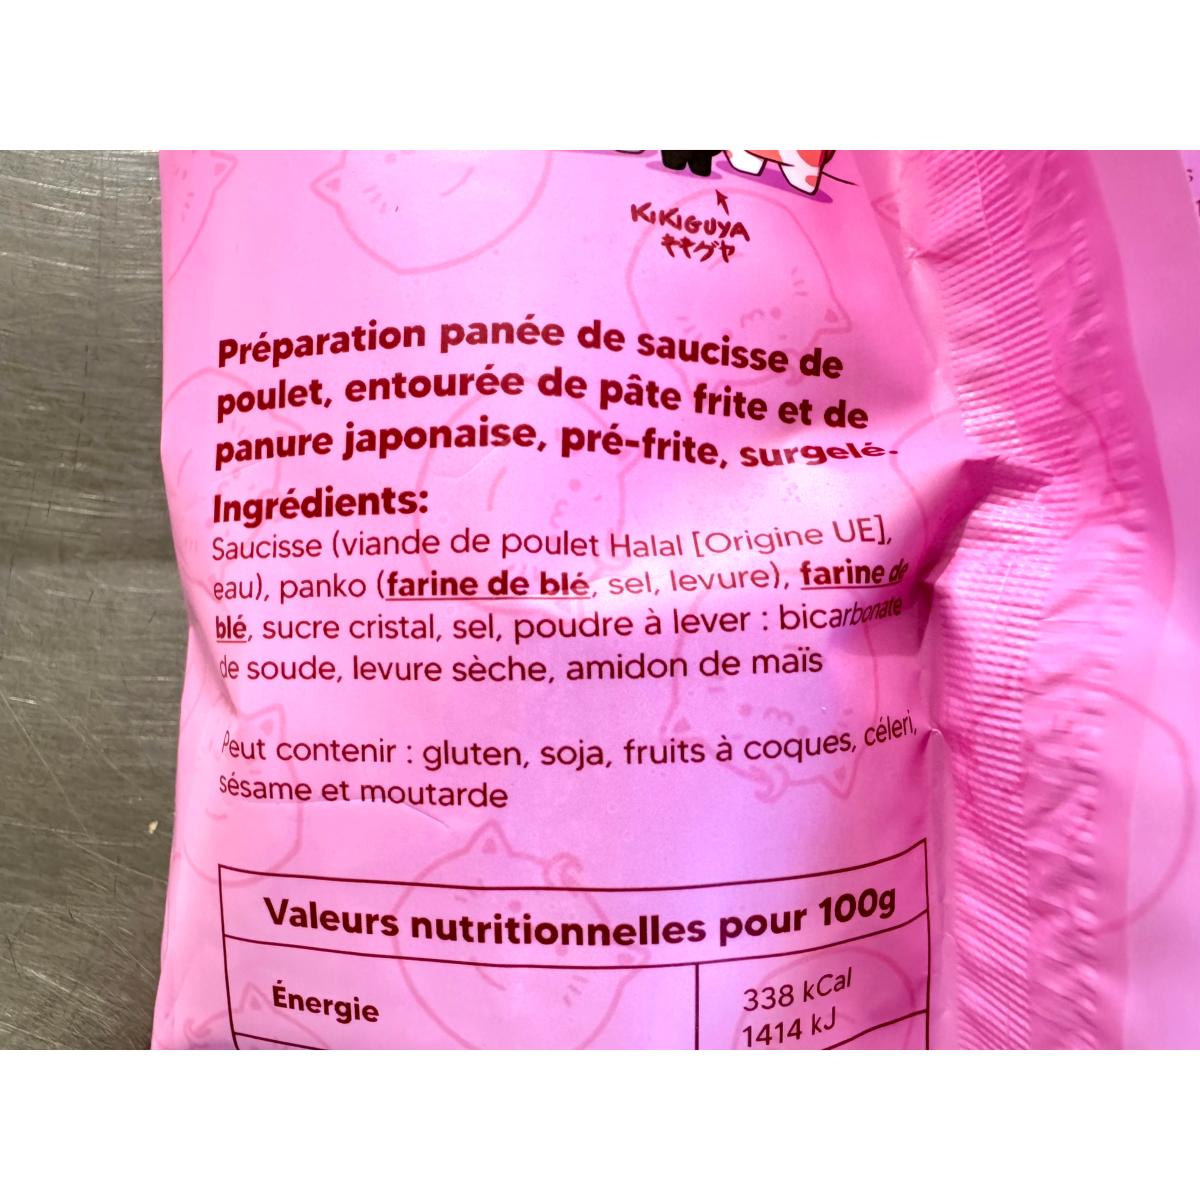 KIKIGUYA
キキグヤ
Préparation panée de saucisse de
poulet, entourée de pâte frite et de
panure japonaise, pré-frite, surgelé.
Ingrédients:
Saucisse (viande de poulet Halal [Origine UE],
eau), panko (farine de blé, sel, levure), farine de
blé, sucre cristal, sel, poudre à lever : bicarbonate
de soude, levure sèche, amidon de maïs
Peut contenir : gluten, soja, fruits à coques, céleri,
sésame et moutarde
Valeurs nutritionnelles pour 100g
Énergie
338 kCal
1414 kJ